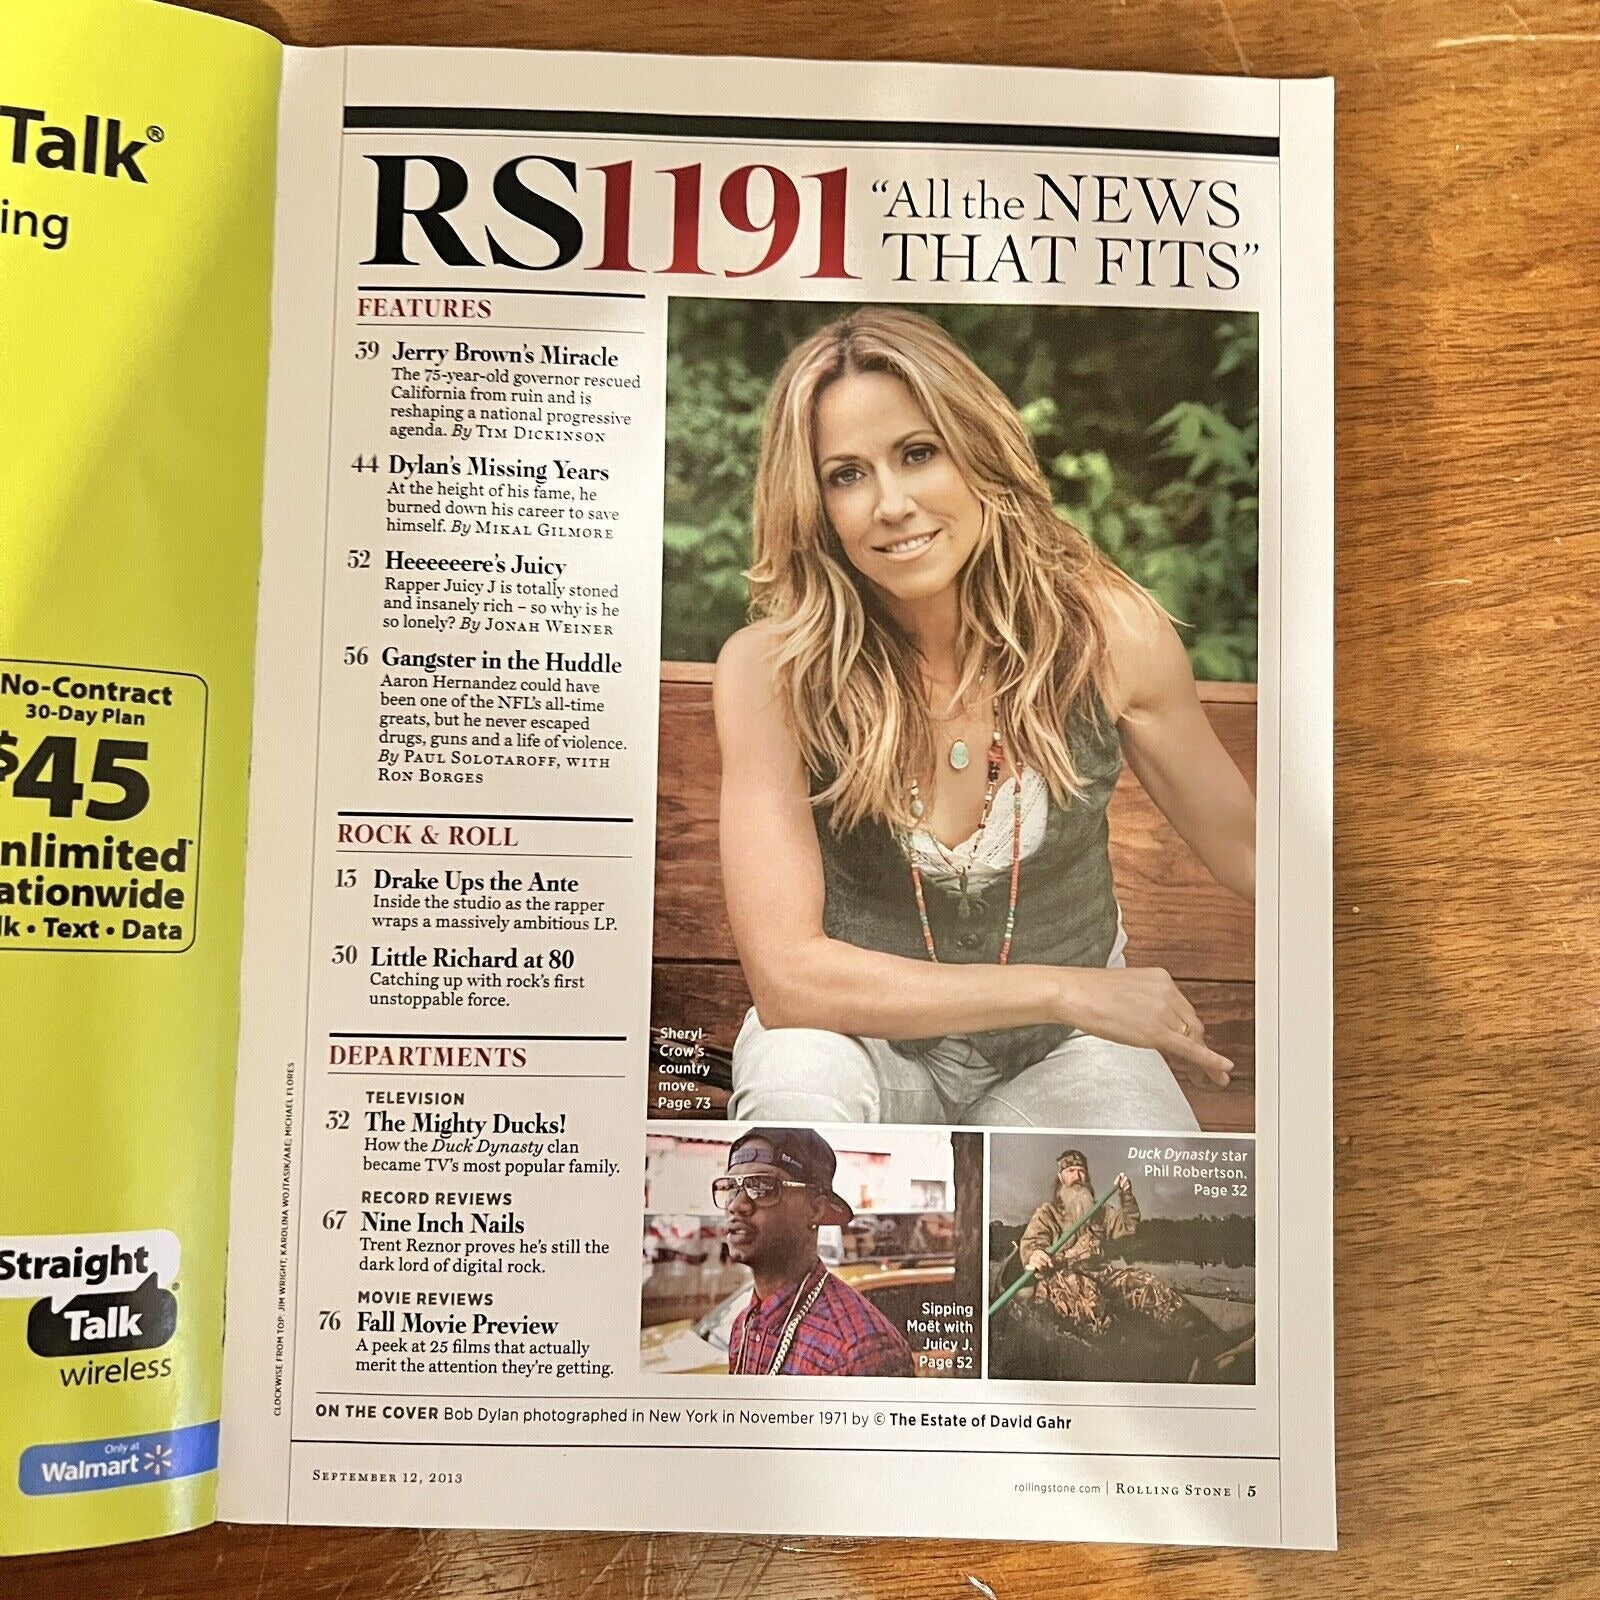 Talk®
ing
No-Contract
30-Day Plan
$45
nlimited*
ationwide
lk • Text • Data
Straight
Talk®
wireless
Only at
Walmart
RS1191
"All the NEWS
THAT FITS"
FEATURES
39 Jerry Brown's Miracle
The 75-year-old governor rescued
California from ruin and is
reshaping a national progressive
agenda. By TIM DICKINSON
44 Dylan's Missing Years
At the height of his fame, he
burned down his career to save
himself. By MIKAL GILMORE
52 Heeeeeere's Juicy
Rapper Juicy J is totally stoned
and insanely rich – so why is he
so lonely? By JONAH WEINER
56 Gangster in the Huddle
Aaron Hernandez could have
been one of the NFL's all-time
greats, but he never escaped
drugs, guns and a life of violence.
By PAUL SOLOTAROFF, WITH
RON BORGES
ROCK & ROLL
13 Drake Ups the Ante
Inside the studio as the rapper
wraps a massively ambitious LP.
30 Little Richard at 80
Catching up with rock's first
unstoppable force.
DEPARTMENTS
TELEVISION
32 The Mighty Ducks!
How the Duck Dynasty clan
became TV's most popular family.
RECORD REVIEWS
67 Nine Inch Nails
Trent Reznor proves he's still the
dark lord of digital rock.
MOVIE REVIEWS
76 Fall Movie Preview
A peek at 25 films that actually
merit the attention they're getting.
Sheryl
Crow's
country
move.
Page 73
Sipping
Moët with
Juicy J.
Page 52
Duck Dynasty star
Phil Robertson.
Page 32
CLOCKWISE FROM TOP: JIM WRIGHT; KAROLINA WOJTASIK/A&E; MICHAEL FLORES
ON THE COVER Bob Dylan photographed in New York in November 1971 by © The Estate of David Gahr
SEPTEMBER 12, 2013
rollingstone.com | ROLLING STONE | 5